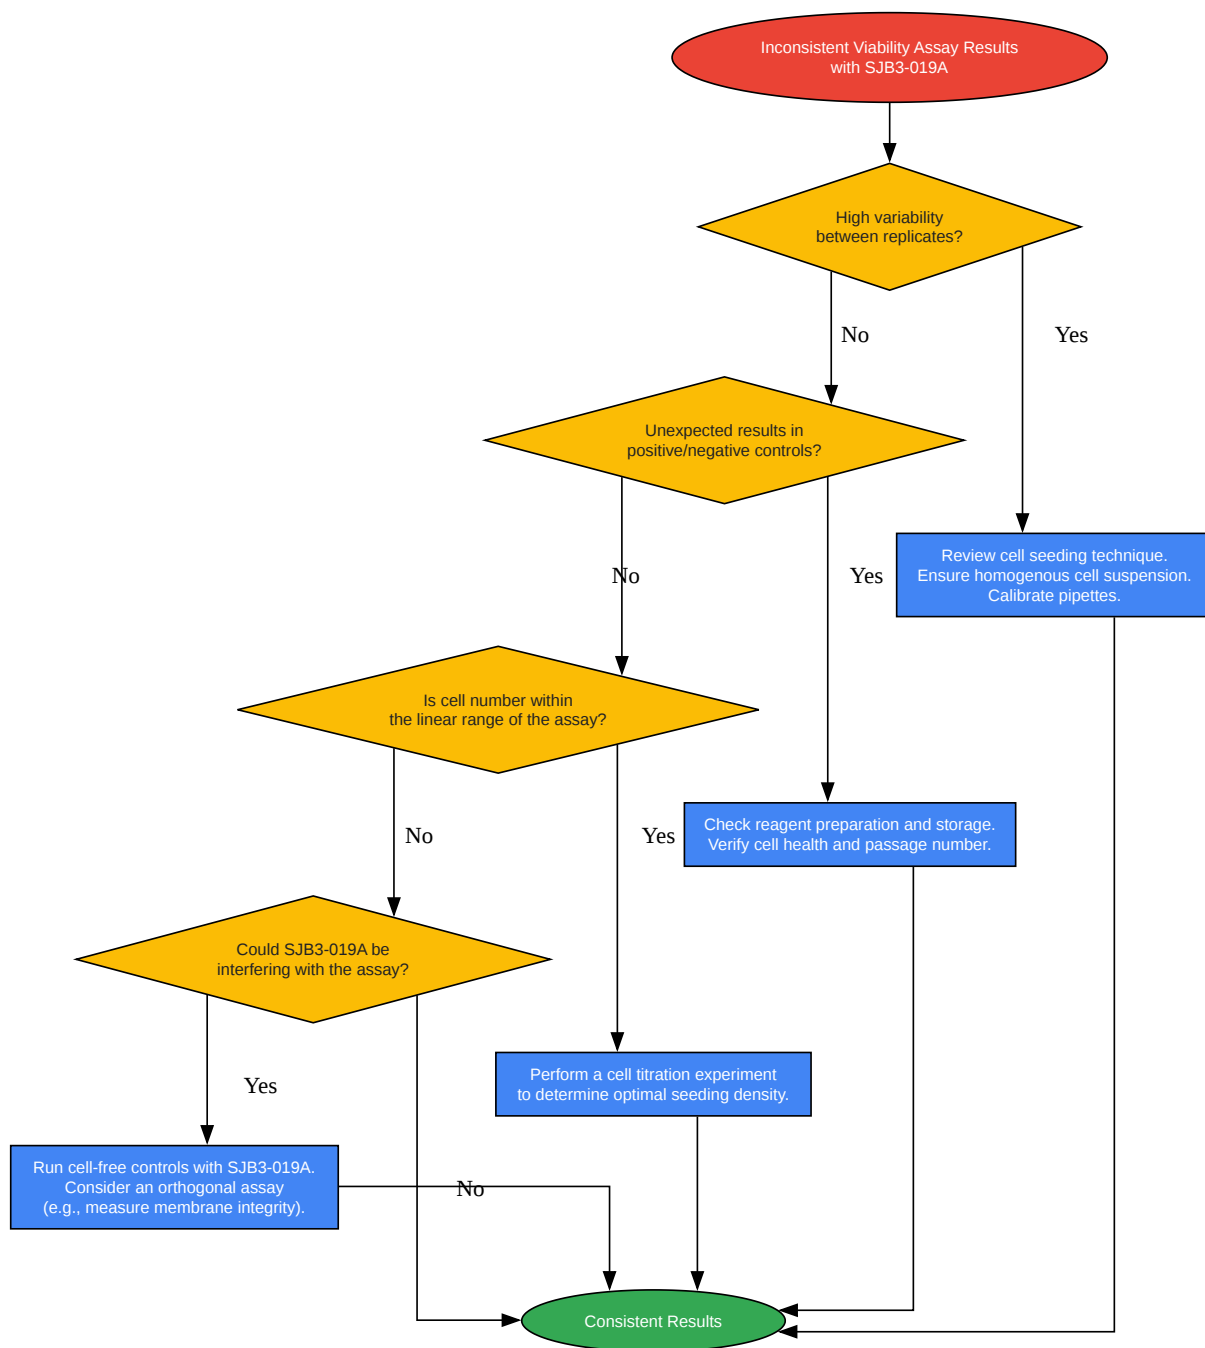 Inconsistent Viability Assay Results
with SJB3-019A
High variability
between replicates?
No
Yes
Unexpected results in
positive/negative controls?
No
Yes
Review cell seeding technique.
Ensure homogenous cell suspension.
Calibrate pipettes.
Is cell number within
the linear range of the assay?
No
Yes
Check reagent preparation and storage.
Verify cell health and passage number.
Could SJB3-019A be
interfering with the assay?
Yes
No
Perform a cell titration experiment
to determine optimal seeding density.
Run cell-free controls with SJB3-019A.
Consider an orthogonal assay
(e.g., measure membrane integrity).
Consistent Results